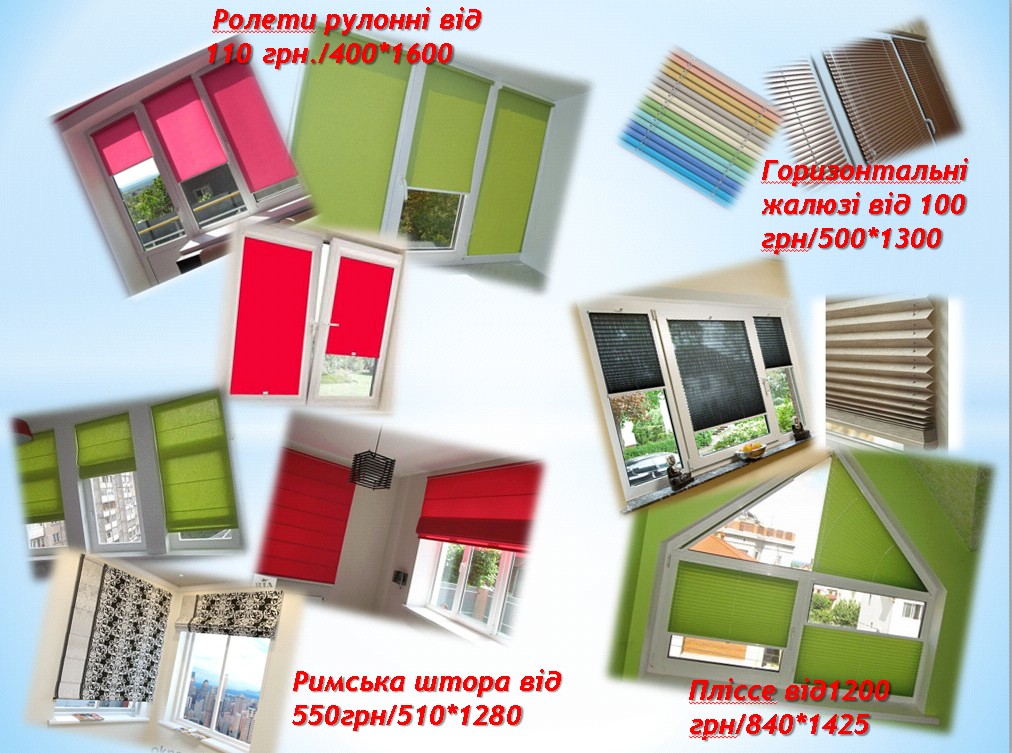 Ролети рулонні від
110 грн./400*1600
Горизонтальні
жалюзі від 100
грн/500*1300
Римська штора від
550грн/510*1280
Пліссе від1200
грн/840*1425